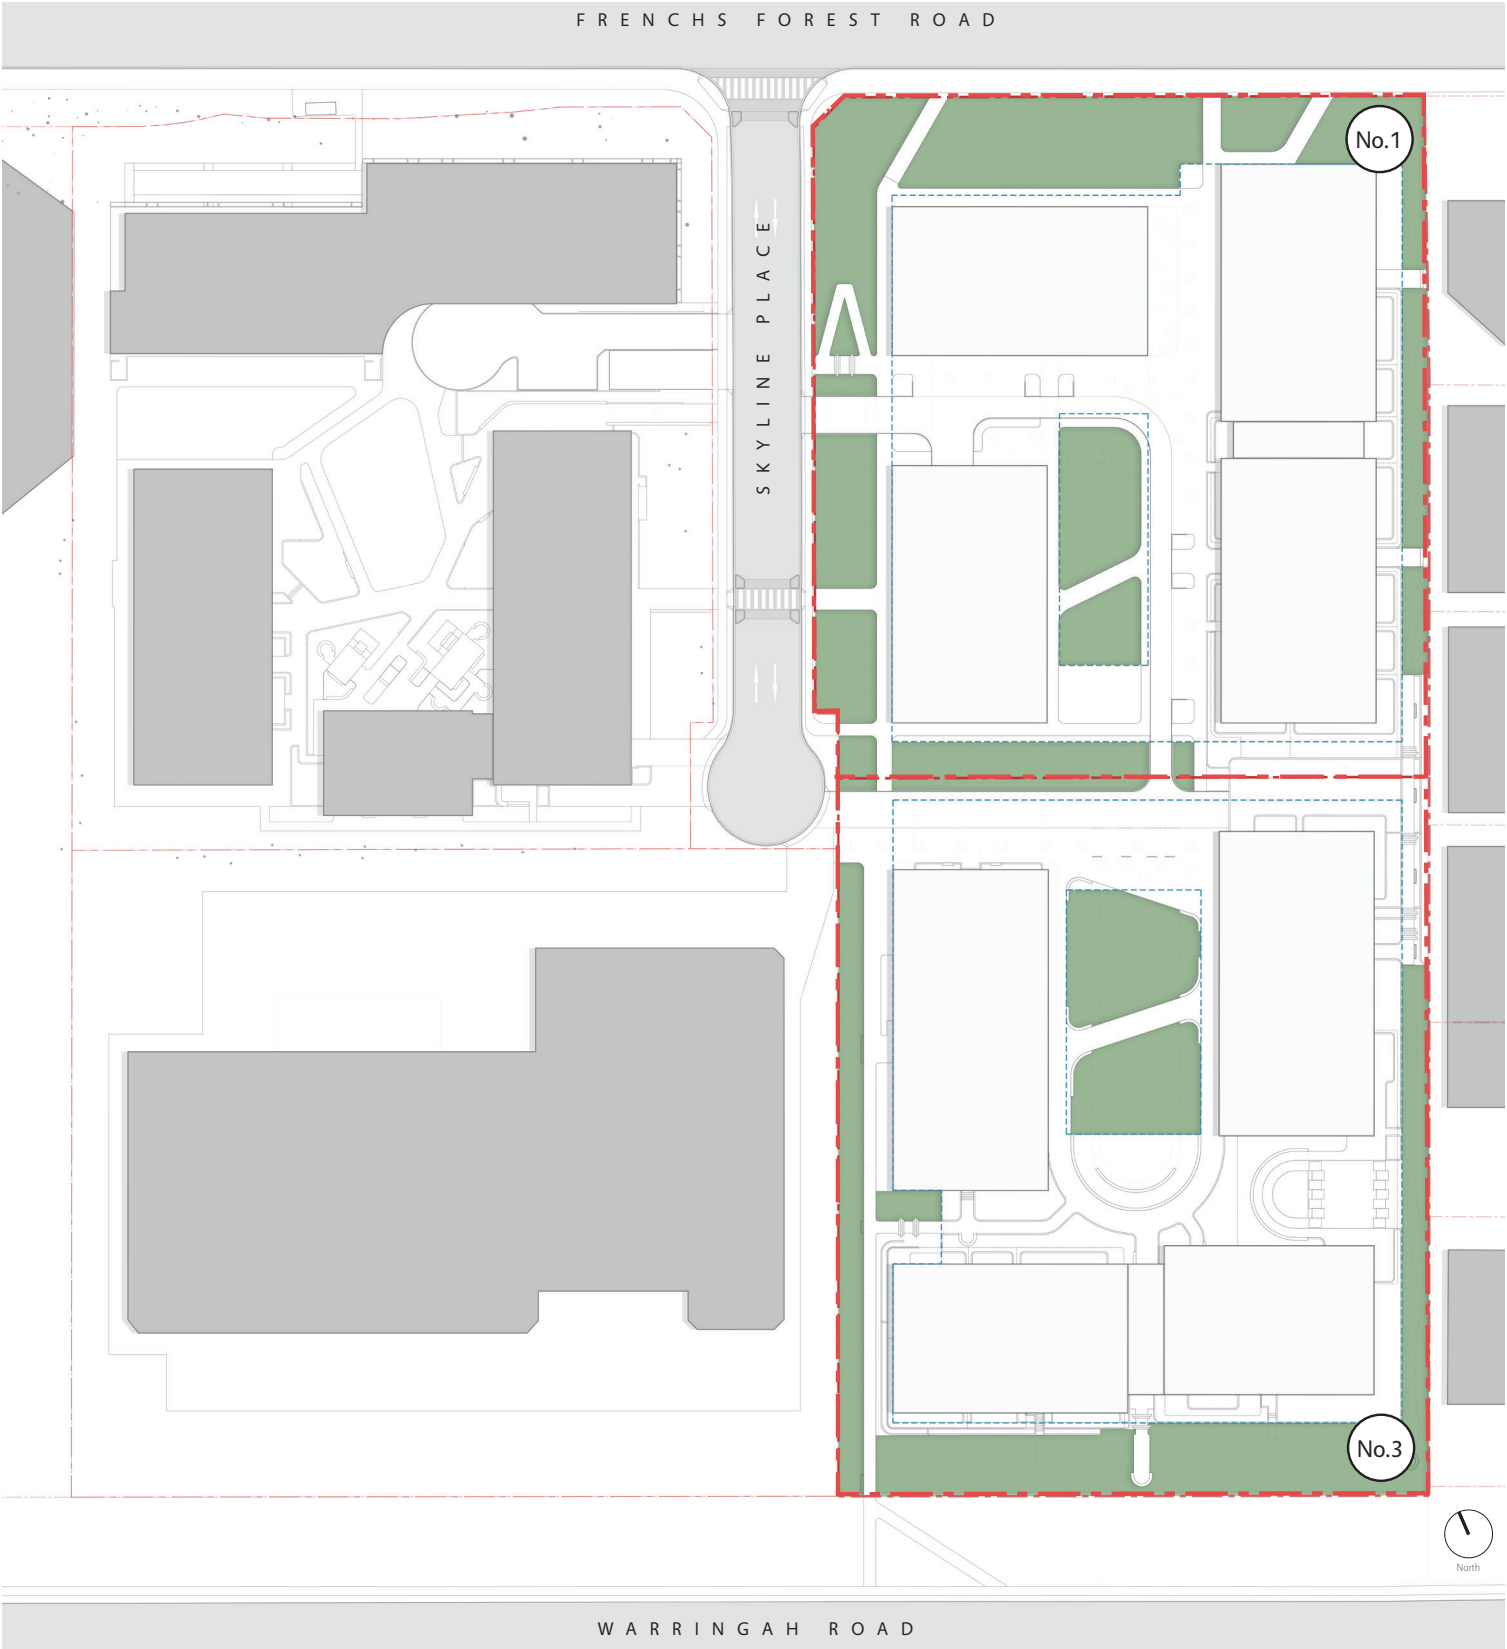 FRENCHS FOREST ROAD
No.1
SKYLINE PLACE
No.3
North
WARRINGAH ROAD